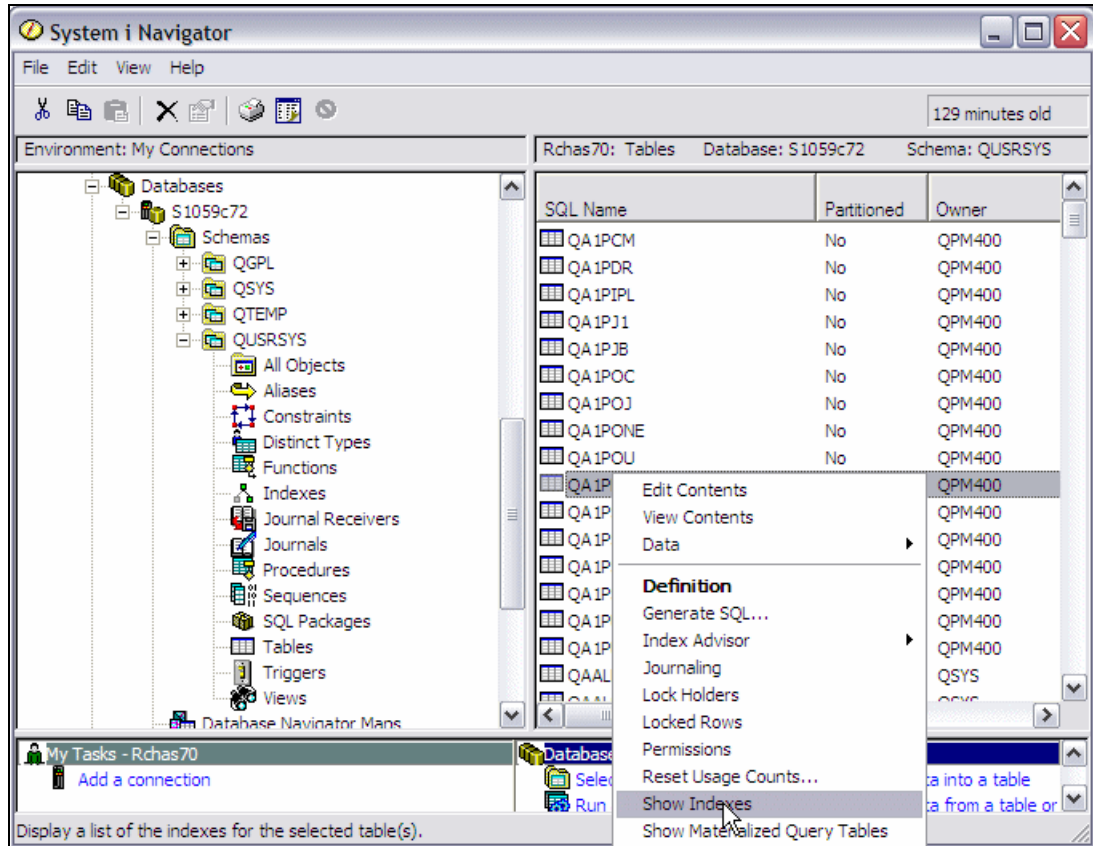 System i Navigator
File Edit View Help
129 minutes old
Environment: My Connections
Rchas70: Tables Database: S1059c72 Schema: QUSRSYS
Databases
S1059c72
Schemas
QGPL
QSYS
QTEMP
QUSRSYS
All Objects
Aliases
Constraints
Distinct Types
Functions
Indexes
Journal Receivers
Journals
Procedures
Sequences
SQL Packages
Tables
Triggers
Views
Database Navigator Maps
SQL Name Partitioned Owner
QA1PCM No QPM400
QA1PDR No QPM400
QA1PIPL No QPM400
QA1PJ1 No QPM400
QA1PJB No QPM400
QA1POC No QPM400
QA1POJ No QPM400
QA1PONE No QPM400
QA1POU No QPM400
QA1P QPM400
QA1P QPM400
QA1P QPM400
QA1P QPM400
QA1P QPM400
QA1P QPM400
QA1P QPM400
QAAL QSYS
Edit Contents
View Contents
Data
Definition
Generate SQL...
Index Advisor
Journaling
Lock Holders
Locked Rows
Permissions
Reset Usage Counts...
Show Indexes
Show Materialized Query Tables
My Tasks - Rchas70
Add a connection
Database
Selec
ta into a table
Run
ta from a table or
Display a list of the indexes for the selected table(s).